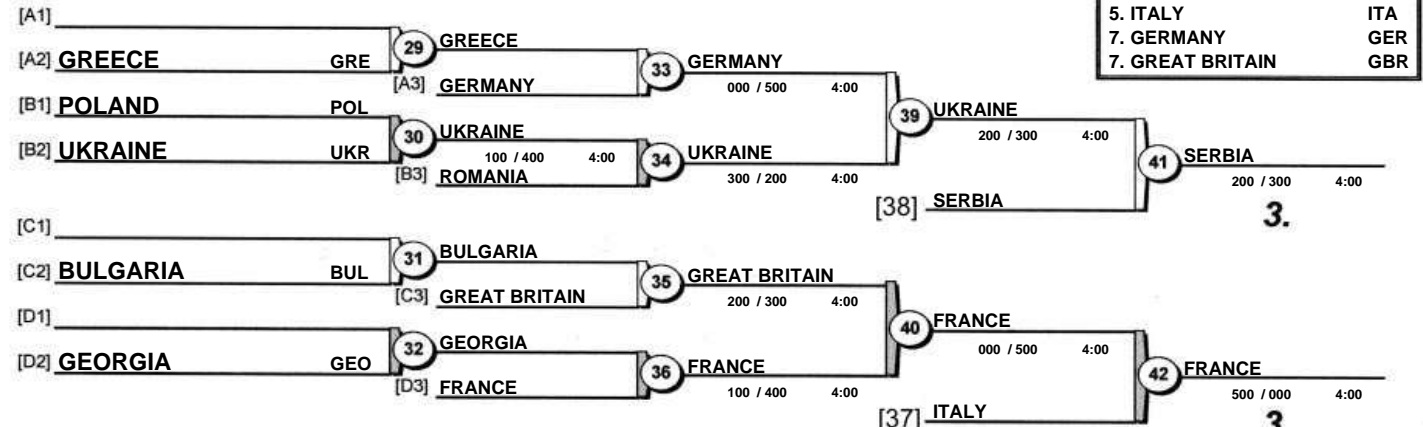 [A1]
5. ITALY ITA
7. GERMANY GER
7. GREAT BRITAIN GBR
[A2] GREECE GRE 29 GREECE
[A3] GERMANY 33 GERMANY
000 / 500 4:00
[B1] POLAND POL
39 UKRAINE
200 / 300 4:00
[B2] UKRAINE UKR 30 UKRAINE
100 / 400 4:00
[B3] ROMANIA 34 UKRAINE
300 / 200 4:00
41 SERBIA
200 / 300 4:00
[38] SERBIA
3.
[C1]
[C2] BULGARIA BUL 31 BULGARIA
[C3] GREAT BRITAIN 35 GREAT BRITAIN
200 / 300 4:00
[D1]
40 FRANCE
000 / 500 4:00
[D2] GEORGIA GEO 32 GEORGIA
[D3] FRANCE 36 FRANCE
100 / 400 4:00
42 FRANCE
500 / 000 4:00
[37] ITALY
3